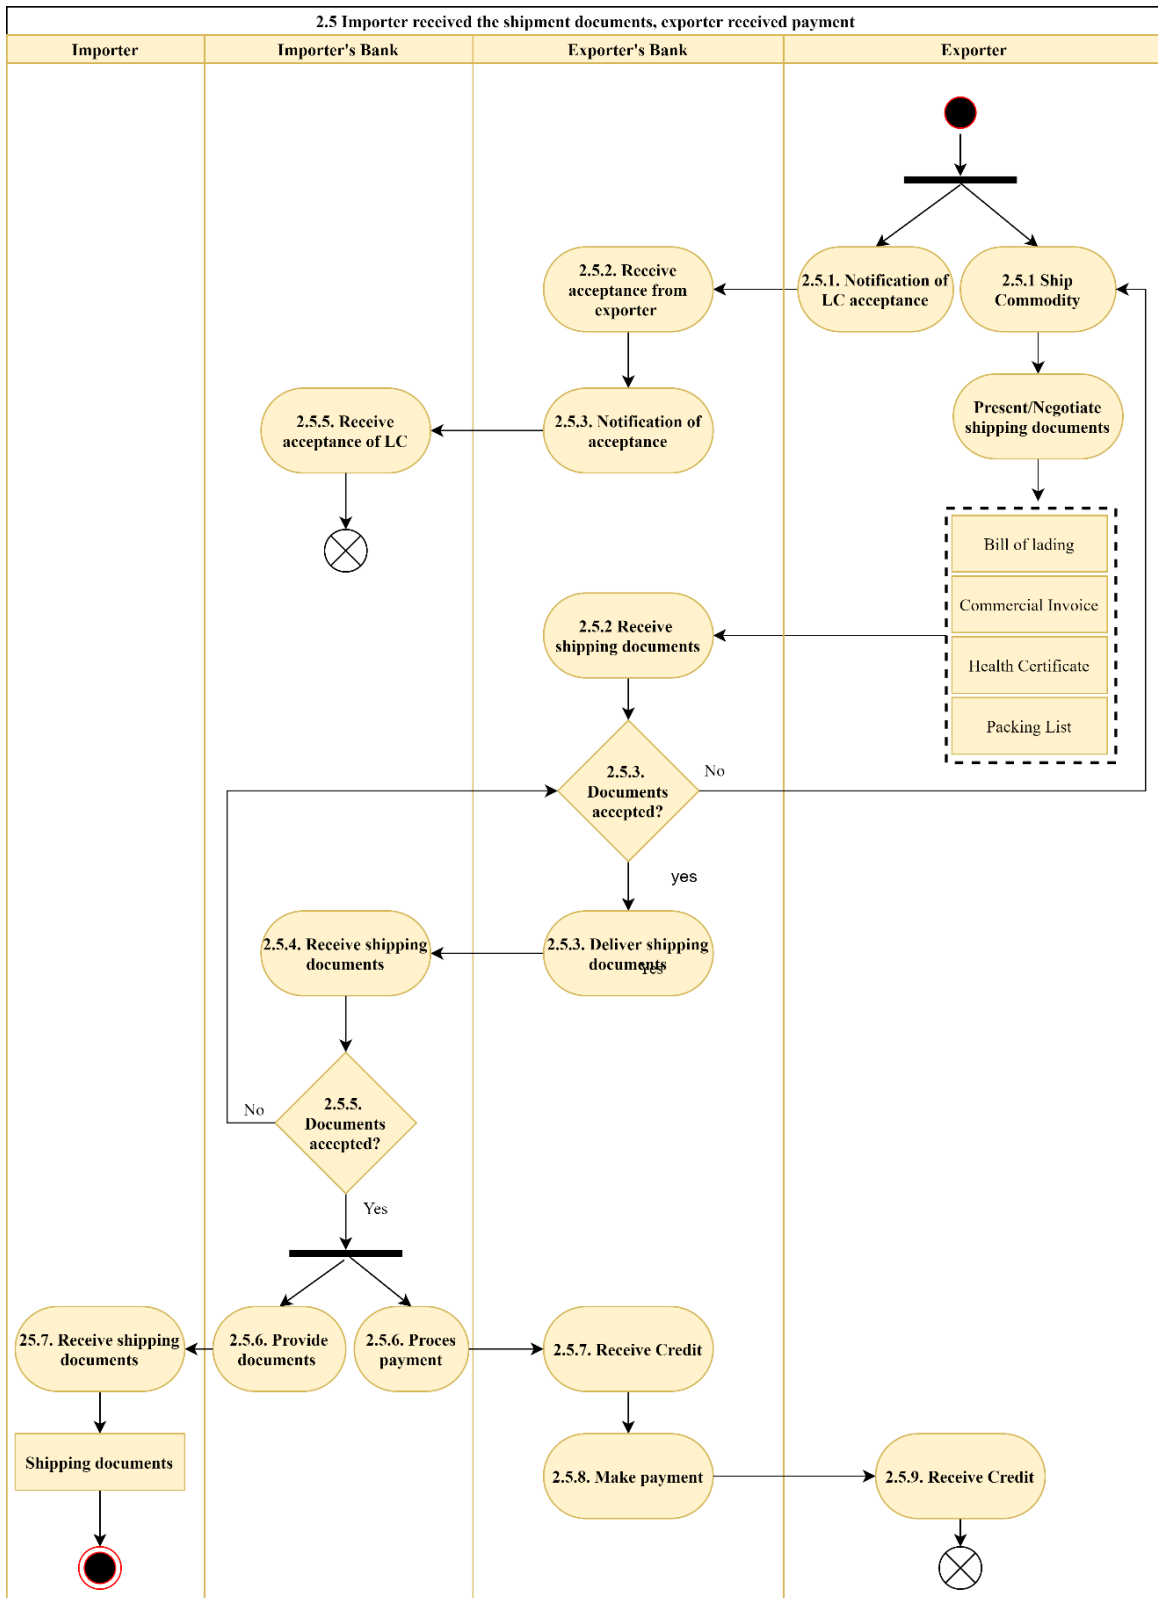 2.5 Importer received the shipment documents, exporter received payment
Importer
Importer's Bank
Exporter's Bank
Exporter
2.5.2. Receive
acceptance from
exporter
2.5.1. Notification of
LC acceptance
2.5.1 Ship
Commodity
2.5.5. Receive
acceptance of LC
2.5.3. Notification of
acceptance
Present/Negotiate
shipping documents
Bill of lading
Commercial Invoice
Health Certificate
Packing List
2.5.2 Receive
shipping documents
2.5.3.
Documents
accepted?
No
yes
2.5.4. Receive shipping
documents
2.5.3. Deliver shipping
documents
Yes
2.5.5.
Documents
accepted?
No
Yes
25.7. Receive shipping
documents
2.5.6. Provide
documents
2.5.6. Proces
payment
2.5.7. Receive Credit
Shipping documents
2.5.8. Make payment
2.5.9. Receive Credit